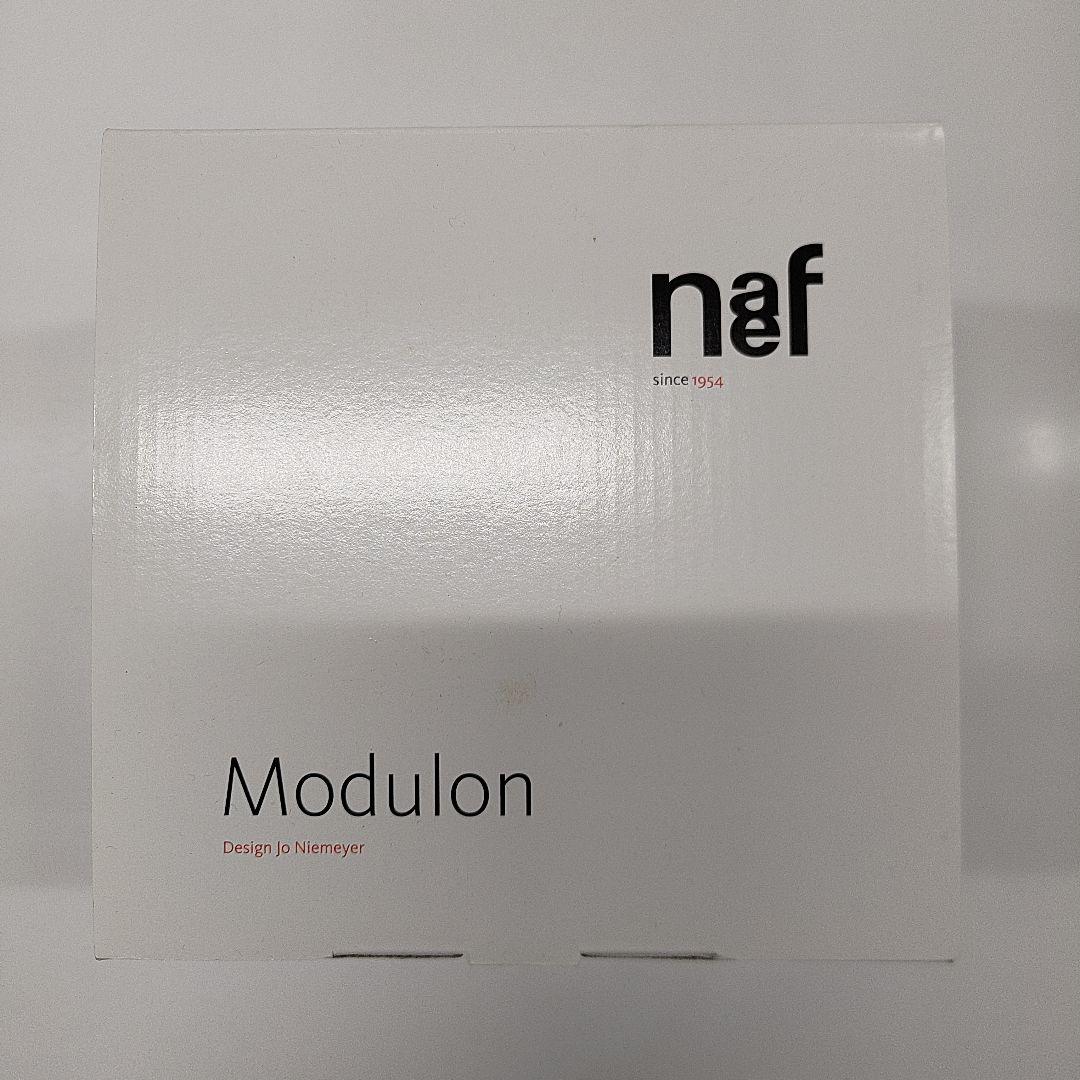 naef
since 1954
Modulon
Design Jo Niemeyer